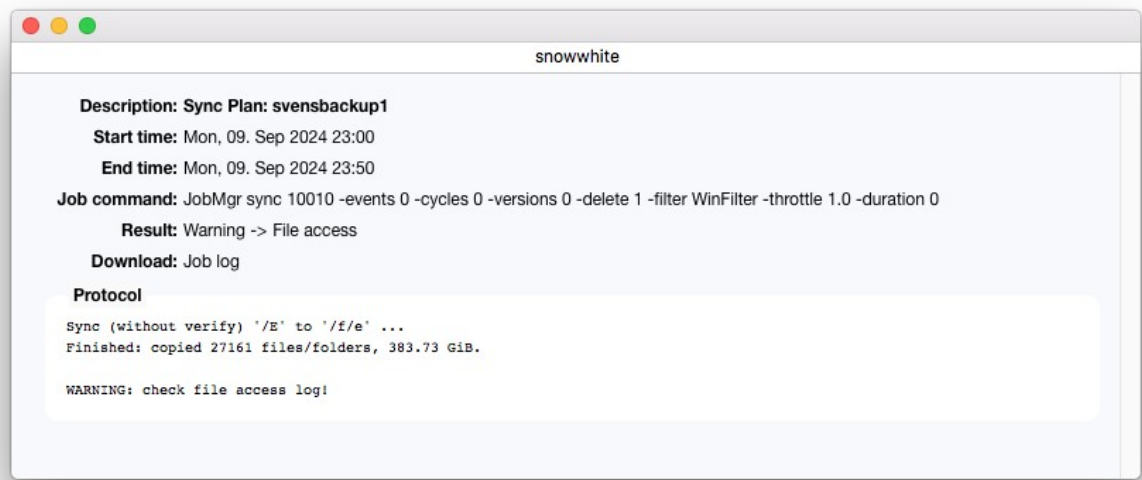 snowwhite
Description: Sync Plan: svensbackup1
Start time: Mon, 09. Sep 2024 23:00
End time: Mon, 09. Sep 2024 23:50
Job command: JobMgr sync 10010 -events 0 -cycles 0 -versions 0 -delete 1 -filter WinFilter -throttle 1.0 -duration 0
Result: Warning -> File access
Download: Job log
Protocol
Sync (without verify) '/E' to '/f/e' ...
Finished: copied 27161 files/folders, 383.73 GiB.
WARNING: check file access log!